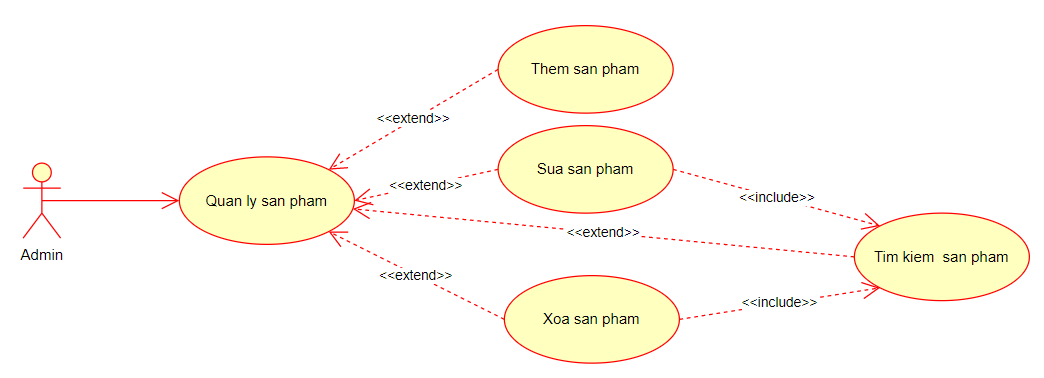 Them san pham
<<extend>>
Sua san pham
<<extend>>
<<include>>
Quan ly san pham
<<extend>>
Admin
Tim kiem  san pham
<<extend>>
<<include>>
Xoa san pham